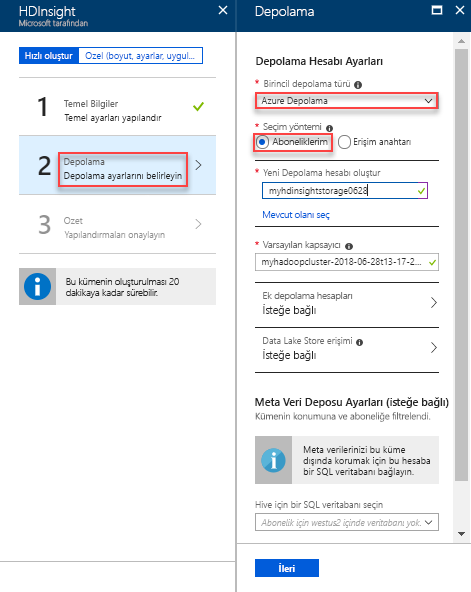 HDInsight
Microsoft tarafından
Hızlı oluştur
Özel (boyut, ayarlar, uygul...
1
Temel Bilgiler
Temel ayarları yapılandır
2
Depolama
Depolama ayarlarını belirleyin
3
Özet
Yapılandırmaları onaylayın
Bu kümenin oluşturulması 20
dakikaya kadar sürebilir.
Depolama
Depolama Hesabı Ayarları
* Birincil depolama türü
Azure Depolama
* Seçim yöntemi
Aboneliklerim
Erişim anahtarı
* Yeni Depolama hesabı oluştur
myhdinsightstorage0628
Mevcut olanı seç
* Varsayılan kapsayıcı
myhadoopcluster-2018-06-28t13-17-2...
Ek depolama hesapları
İsteğe bağlı
Data Lake Store erişimi
İsteğe bağlı
Meta Veri Deposu Ayarları (isteğe bağlı)
Kümenin konumuna ve aboneliğe filtrelendi.
Meta verilerinizi bu küme
dışında korumak için bu hesaba
bir SQL veritabanı bağlayın.
Hive için bir SQL veritabanı seçin
Abonelik için westus2 içinde veritabanı yok.
İleri